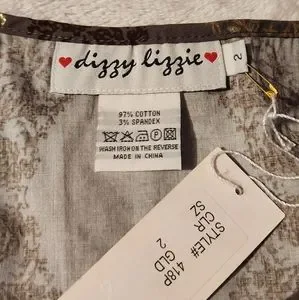 dizzy lizzie
2
97% COTTON
3% SPANDEX
WASH IRON ON THE REVERSE
MADE IN CHINA
STYLE# 418P
CLR GLD
SZ 2